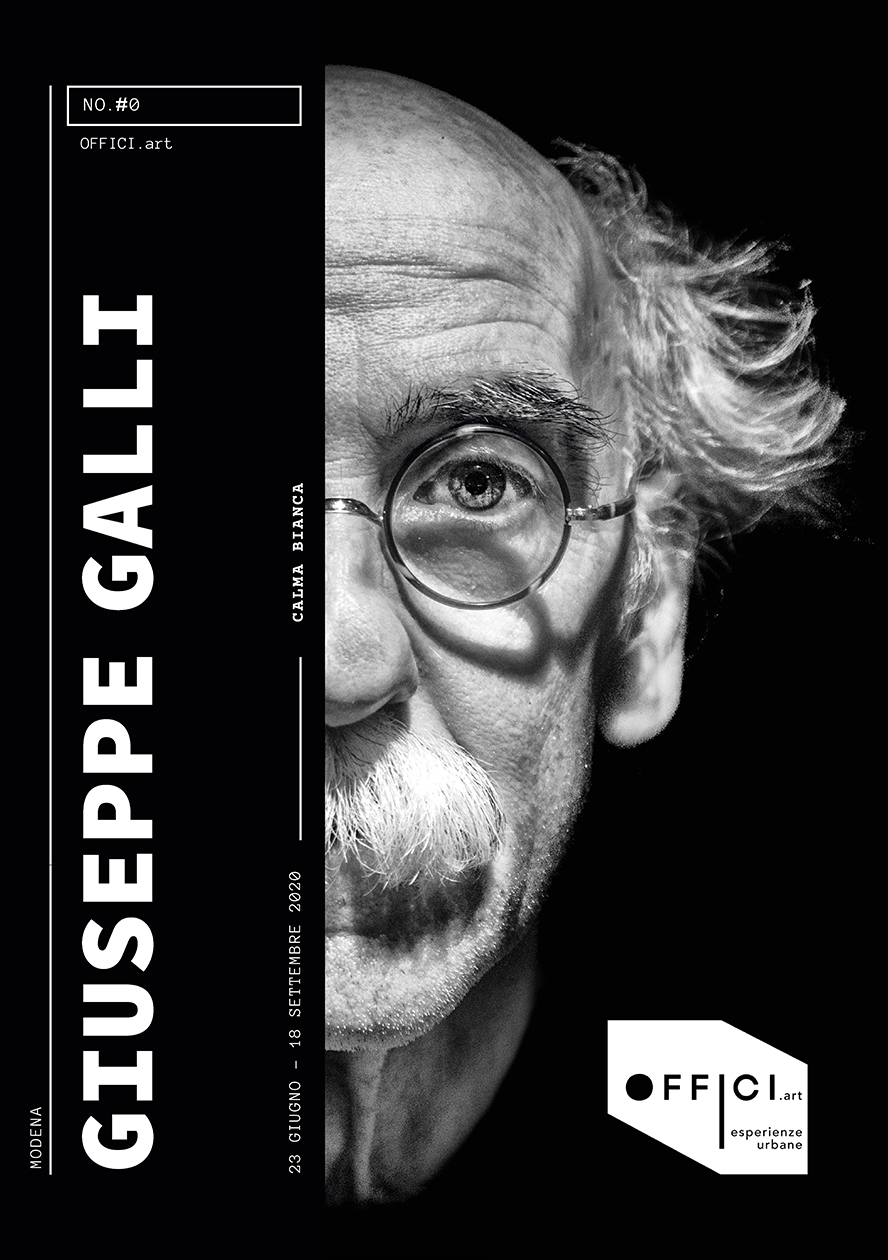 NO.#0
OFFICI.art
MODENA
GIUSEPPE GALLI
23 GIUGNO – 18 SETTEMBRE 2020
CALMA BIANCA
OFFICI.art
esperienze
urbane